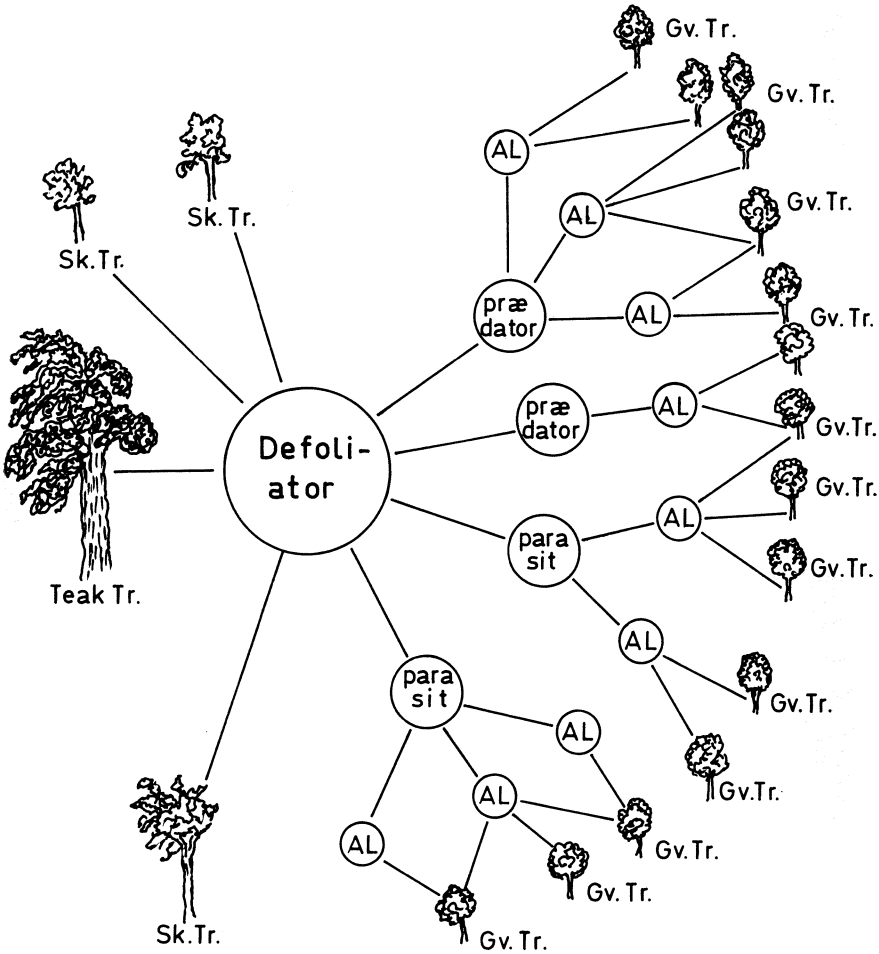 Gv. Tr.
Gv. Tr.
AL
Sk. Tr.
AL
Gv. Tr.
Sk. Tr.
præ
dator
AL
Gv. Tr.
præ
dator
AL
Gv. Tr.
Defoli-
ator
Gv. Tr.
AL
para
sit
Gv. Tr.
Teak Tr.
AL
para
sit
Gv. Tr.
AL
Gv. Tr.
AL
AL
Gv. Tr.
Gv. Tr.
Sk. Tr.
Gv. Tr.